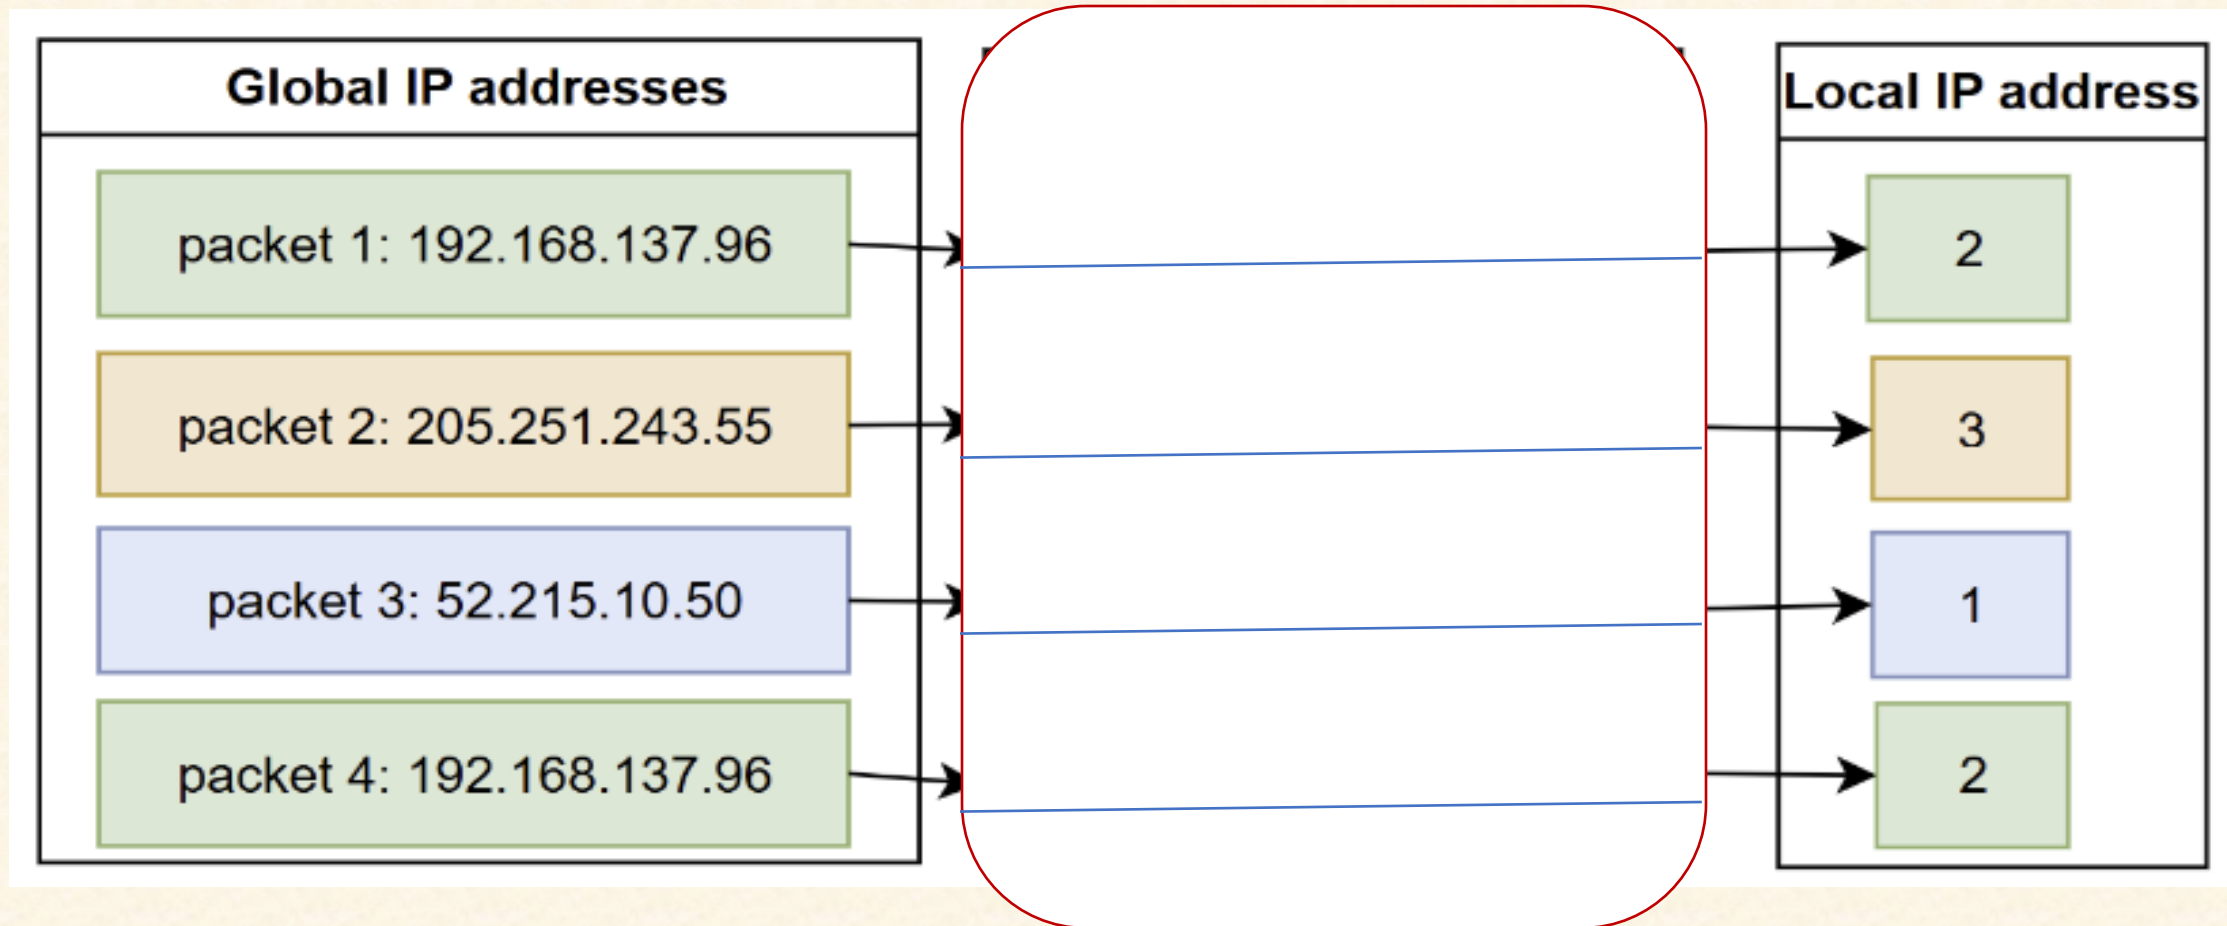 Global IP addresses
packet 1: 192.168.137.96
packet 2: 205.251.243.55
packet 3: 52.215.10.50
packet 4: 192.168.137.96
Local IP address
2
3
1
2